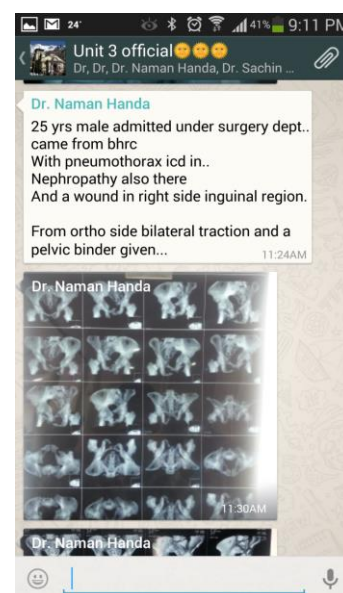 24°
41%
9:11 PM
Unit 3 official
Dr, Dr, Dr. Naman Handa, Dr. Sachin ...
Dr. Naman Handa
25 yrs male admitted under surgery dept..
came from bhrc
With pneumothorax icd in..
Nephropathy also there
And a wound in right side inguinal region.
From ortho side bilateral traction and a
pelvic binder given...
11:24AM
Dr. Naman Handa
11:30AM
Dr. Naman Handa